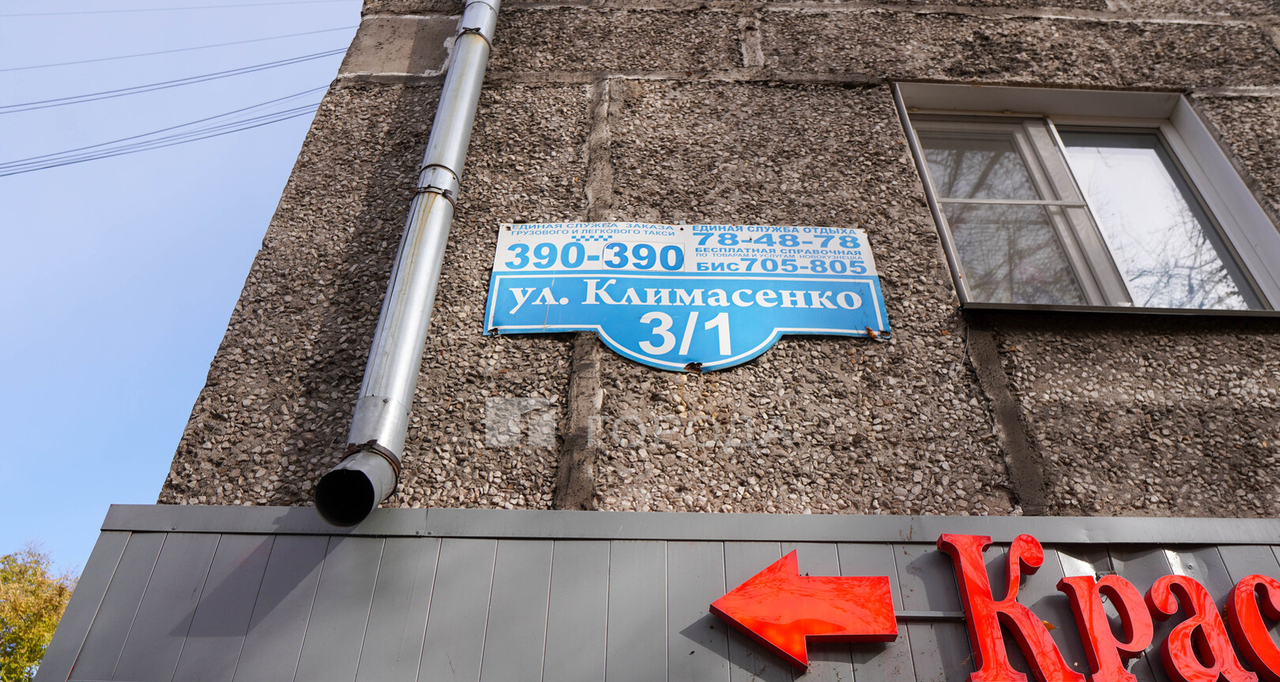 ЕДИНАЯ СЛУЖБА ЗАКАЗА
ГРУЗОВОГО И ЛЕГКОВОГО ТАКСИ
390-390
ЕДИНАЯ СЛУЖБА ОТДЫХА
78-48-78
БЕСПЛАТНАЯ СПРАВОЧНАЯ
ПО ТОВАРАМ И УСЛУГАМ НОВОКУЗНЕЦКА
БИС 705-805
ул. Климасенко
3/1
Крас